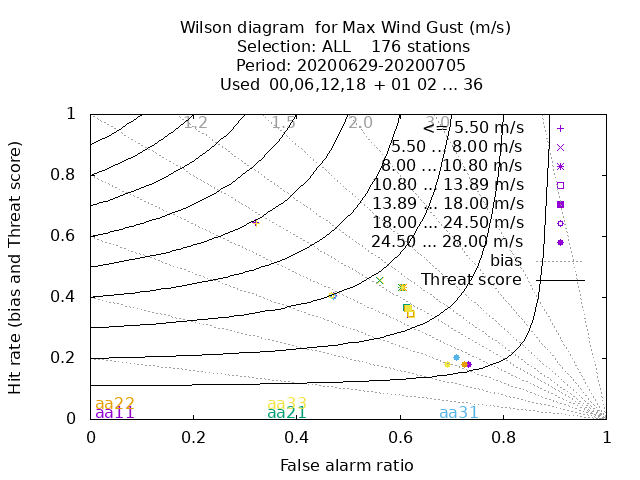 Wilson diagram  for Max Wind Gust (m/s)
Selection: ALL    176 stations
Period: 20200629-20200705
Used  00,06,12,18  + 01 02 ... 36
1.2 1.5 2.0 3.0
<= 5.50 m/s
5.50 ... 8.00 m/s
8.00 ... 10.80 m/s
10.80 ... 13.89 m/s
13.89 ... 18.00 m/s
18.00 ... 24.50 m/s
24.50 ... 28.00 m/s
bias
Threat score
Hit rate (bias and Threat score)
1
0.8
0.6
0.4
0.2
0
aa22 aa33
aa11 aa21 aa31
0 0.2 0.4 0.6 0.8 1
False alarm ratio